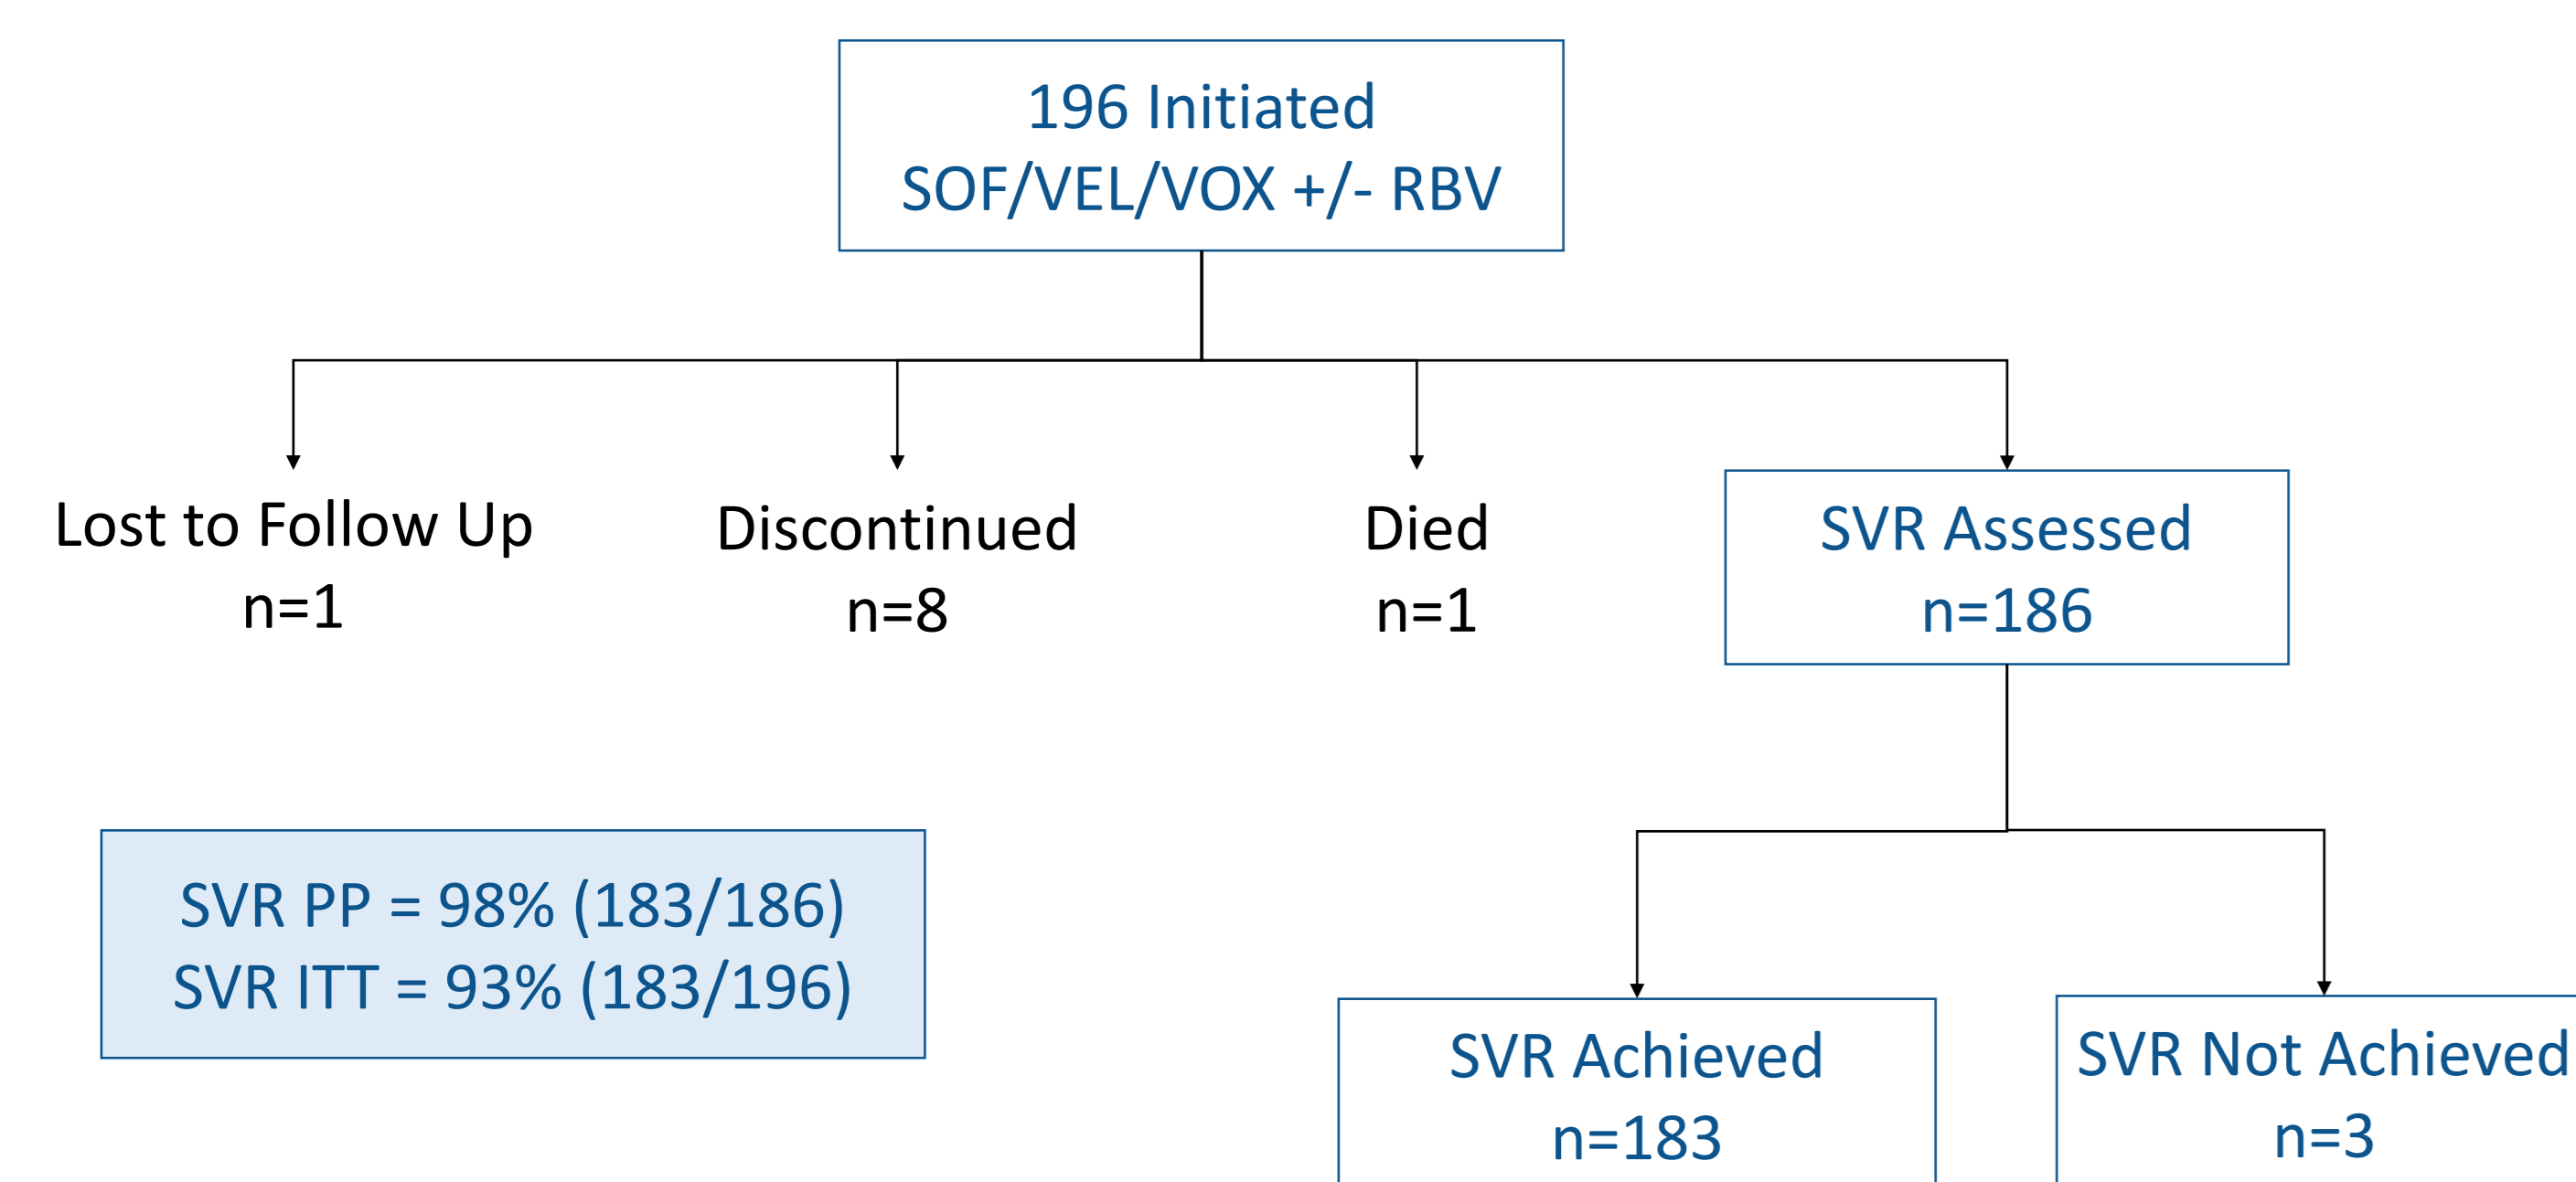 196 Initiated
SOF/VEL/VOX +/- RBV
Lost to Follow Up
n=1
Discontinued
n=8
Died
n=1
SVR Assessed
n=186
SVR PP = 98% (183/186)
SVR ITT = 93% (183/196)
SVR Achieved
n=183
SVR Not Achieved
n=3